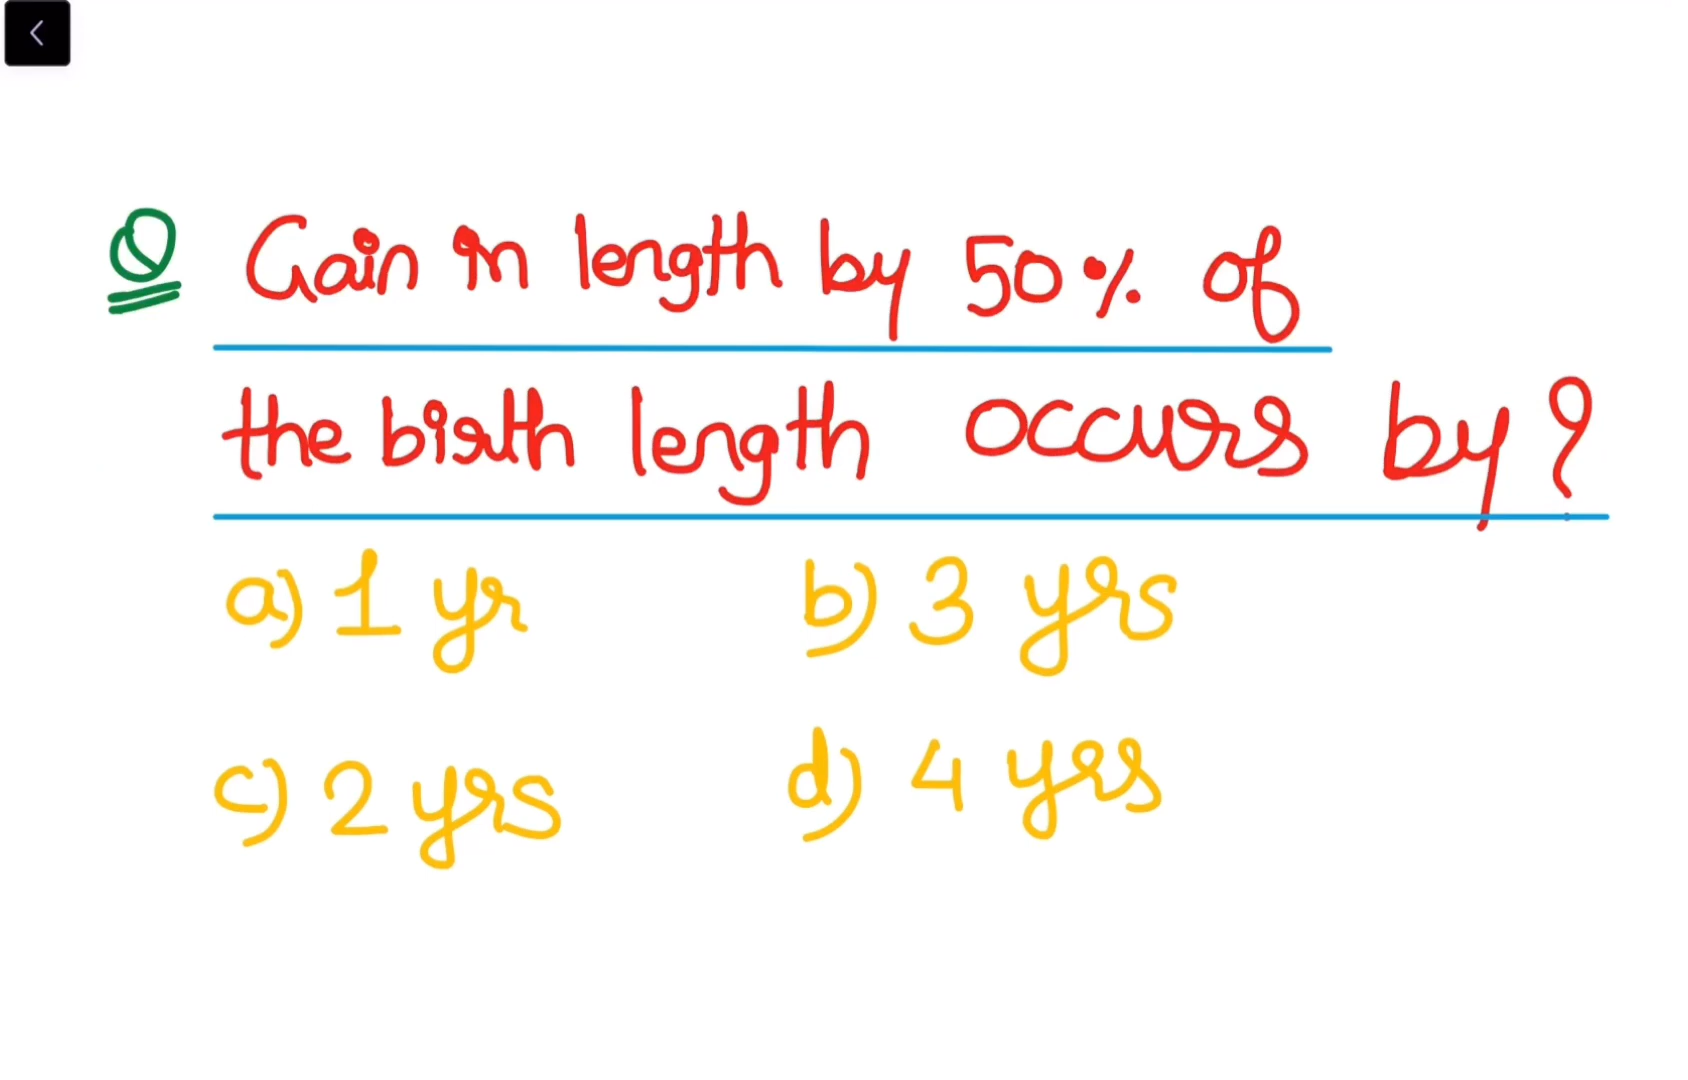 Q Gain in length by 50% of
the birth length occurs by?
a) 1 yr b) 3 yrs
c) 2 yrs d) 4 yrs